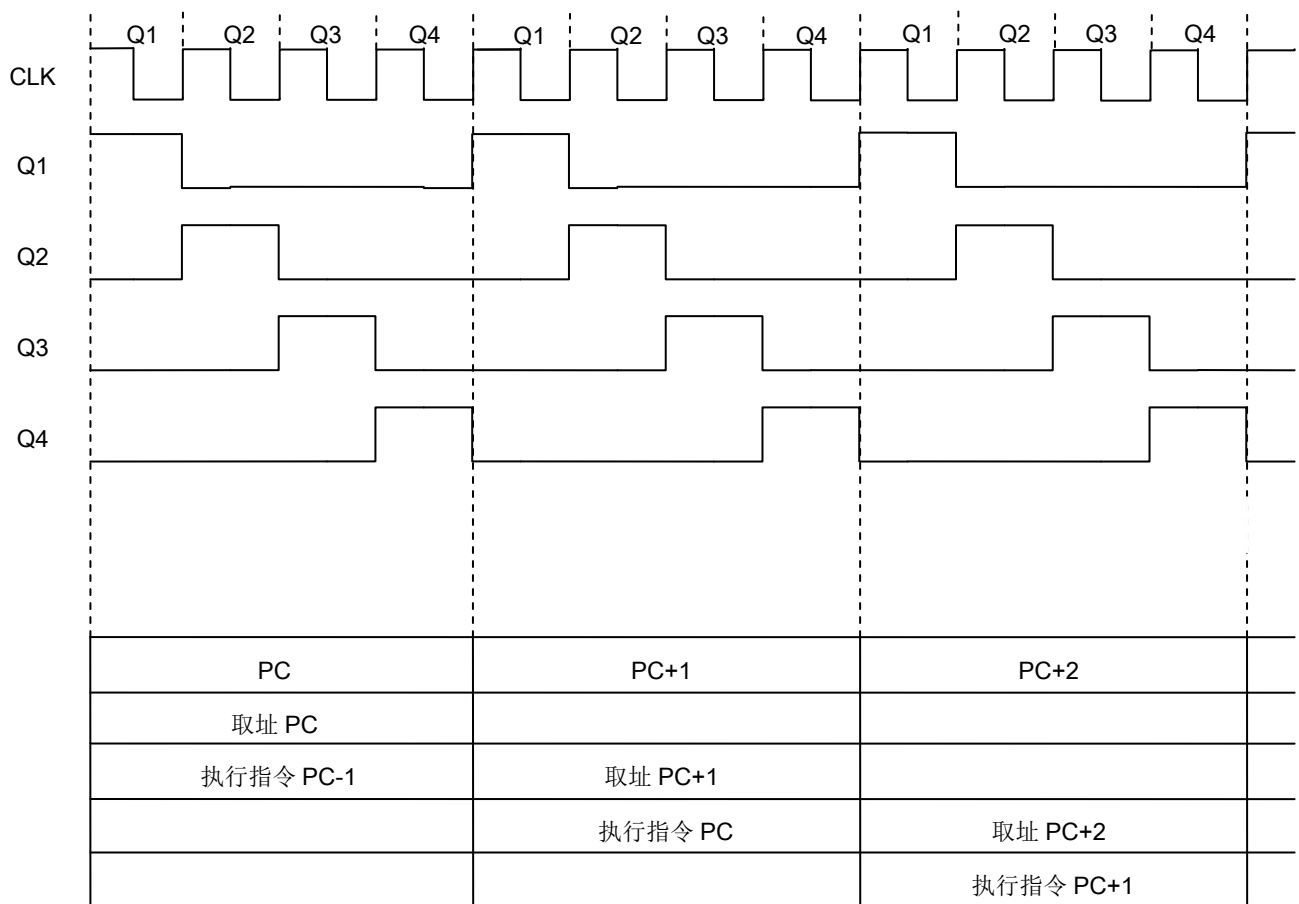 Q1 Q2 Q3 Q4 Q1 Q2 Q3 Q4 Q1 Q2 Q3 Q4
CLK
Q1
Q2
Q3
Q4
PC PC+1 PC+2
取址 PC
执行指令 PC-1 取址 PC+1
执行指令 PC 取址 PC+2
执行指令 PC+1